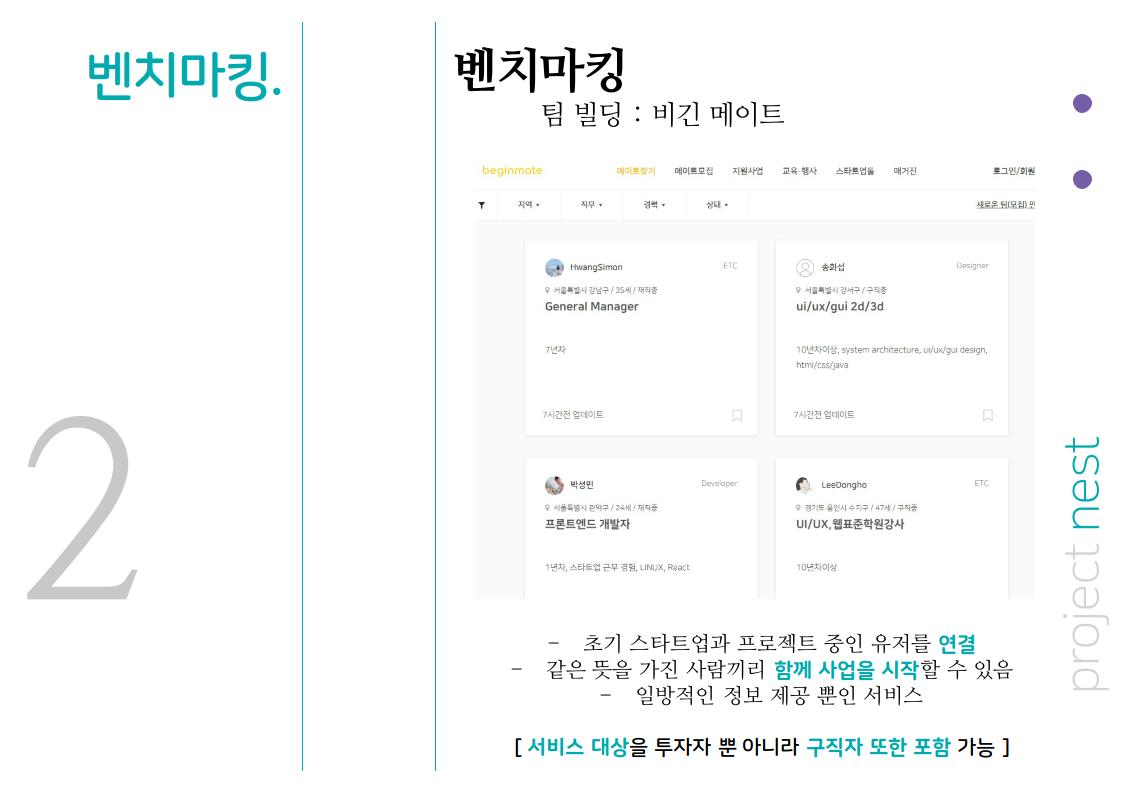 벤치마킹.
2
벤치마킹
팀 빌딩 : 비긴 메이트
beginmate 메이트찾기 메이트모집 지원사업 교육·행사 스타트업들 매거진 로그인/회원
지역 직무 경력 상태 새로운 팀(모집) 만
HwangSimon ETC
서울특별시 강남구 / 35세 / 재직중
General Manager
7년차
7시간전 업데이트
송화섭 Designer
서울특별시 강서구 / 구직중
ui/ux/gui 2d/3d
10년차이상, system architecture, ui/ux/gui design,
html/css/java
7시간전 업데이트
박성민 Developer
서울특별시 관악구 / 24세 / 재직중
프론트엔드 개발자
1년차, 스타트업 근무 경험, LINUX, React
LeeDongho ETC
경기도 용인시 수지구 / 47세 / 구직중
UI/UX,웹표준학원강사
10년차이상
- 초기 스타트업과 프로젝트 중인 유저를 연결
- 같은 뜻을 가진 사람끼리 함께 사업을 시작할 수 있음
- 일방적인 정보 제공 뿐인 서비스
[ 서비스 대상을 투자자 뿐 아니라 구직자 또한 포함 가능 ]
project nest